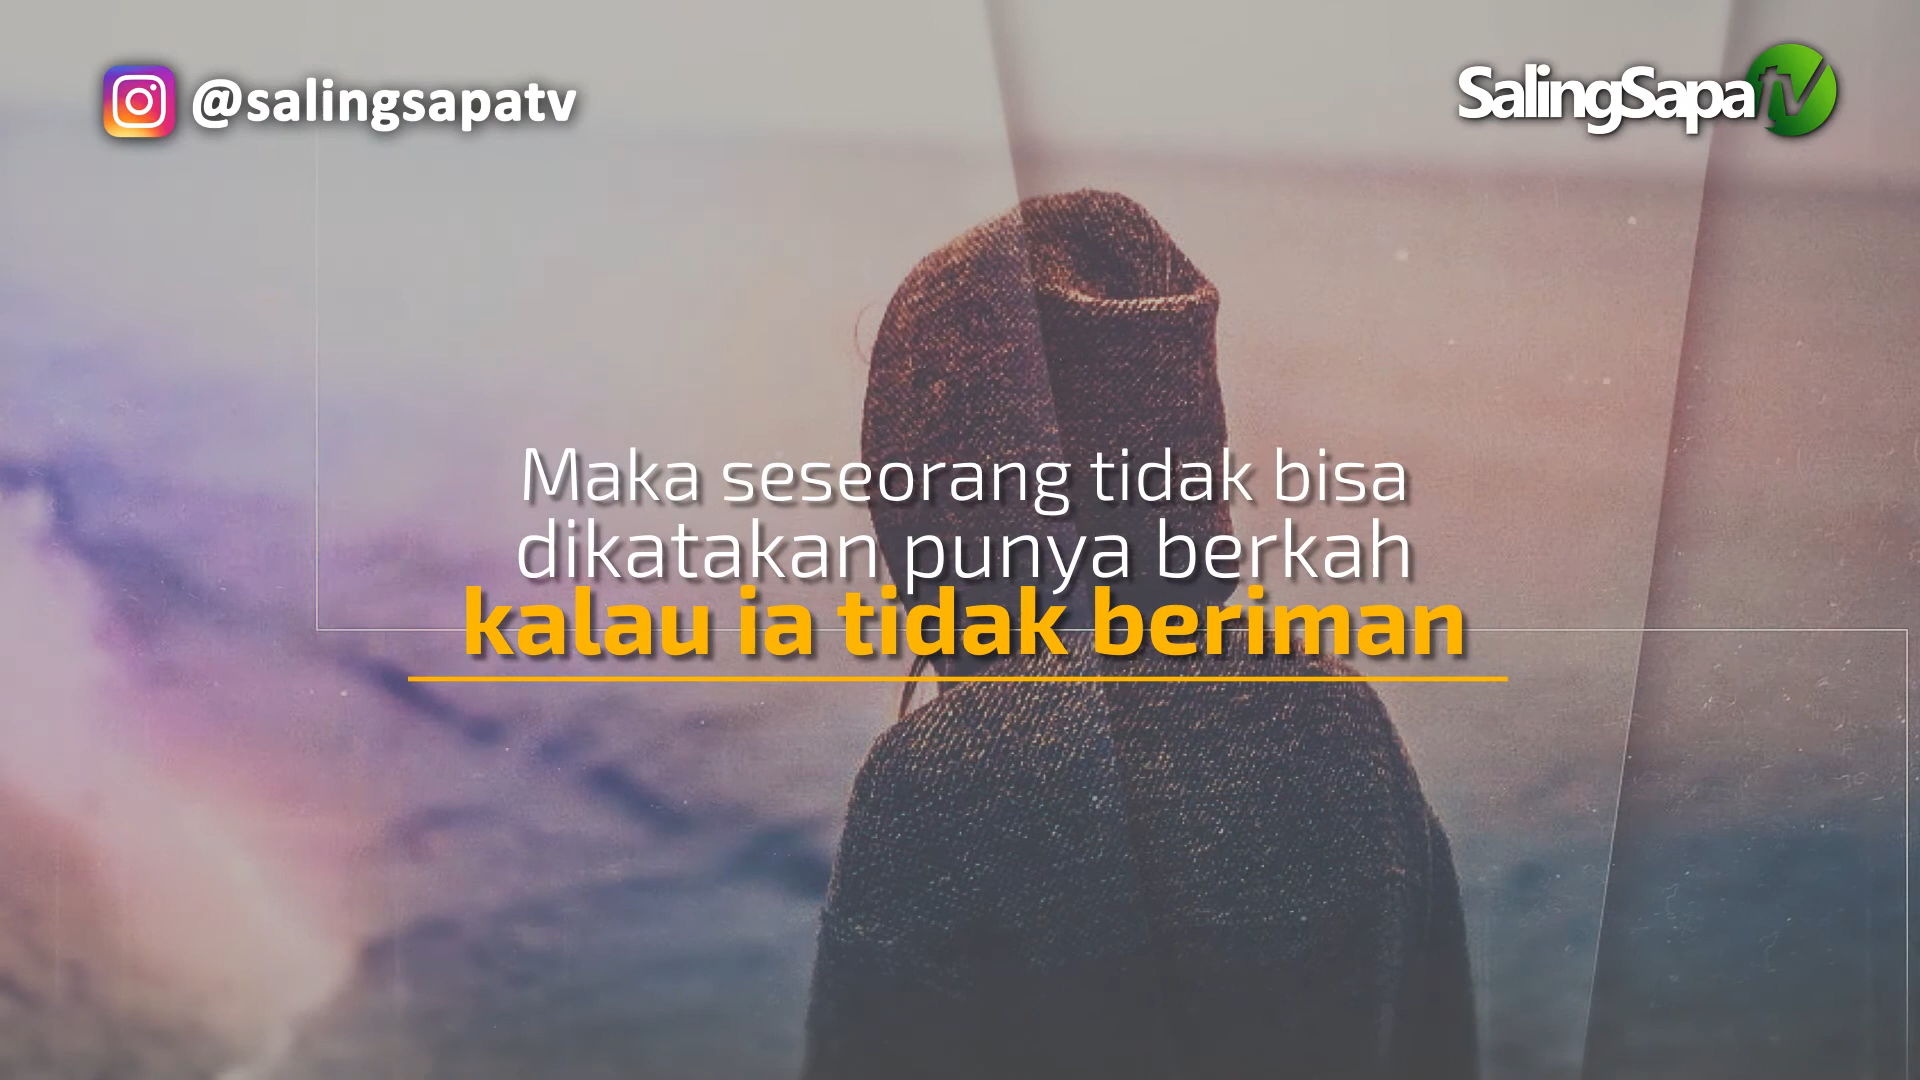 @salingsapatv
SalingSapa tv
Maka seseorang tidak bisa
dikatakan punya berkah
kalau ia tidak beriman